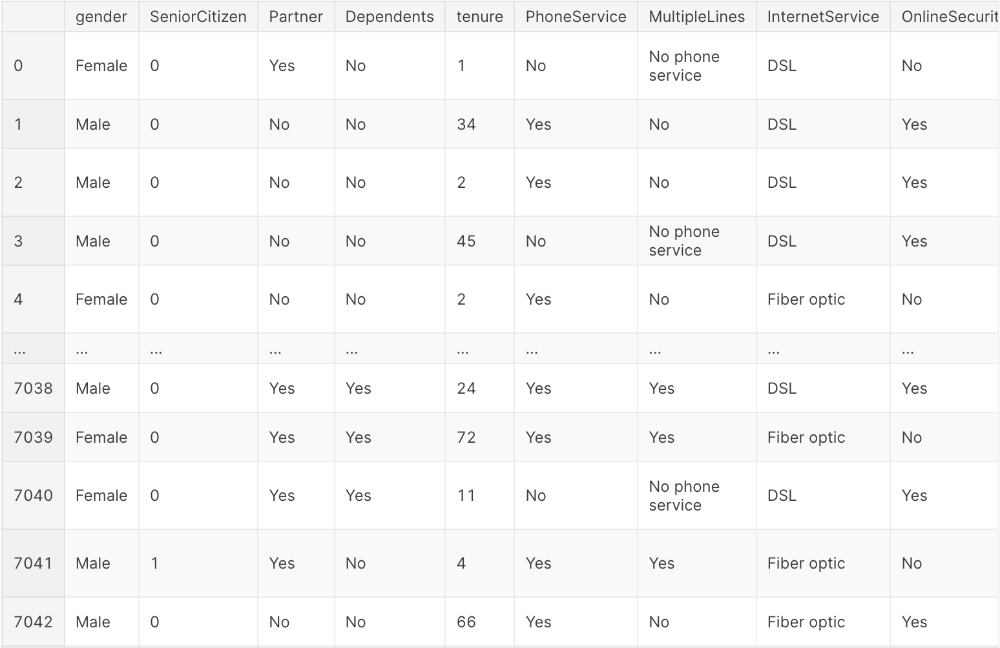 gender SeniorCitizen Partner Dependents tenure PhoneService MultipleLines InternetService OnlineSecurit
0 Female 0 Yes No 1 No No phone service DSL No
1 Male 0 No No 34 Yes No DSL Yes
2 Male 0 No No 2 Yes No DSL Yes
3 Male 0 No No 45 No No phone service DSL Yes
4 Female 0 No No 2 Yes No Fiber optic No
... ... ... ... ... ... ... ... ... ...
7038 Male 0 Yes Yes 24 Yes Yes DSL Yes
7039 Female 0 Yes Yes 72 Yes Yes Fiber optic No
7040 Female 0 Yes Yes 11 No No phone service DSL Yes
7041 Male 1 Yes No 4 Yes Yes Fiber optic No
7042 Male 0 No No 66 Yes No Fiber optic Yes